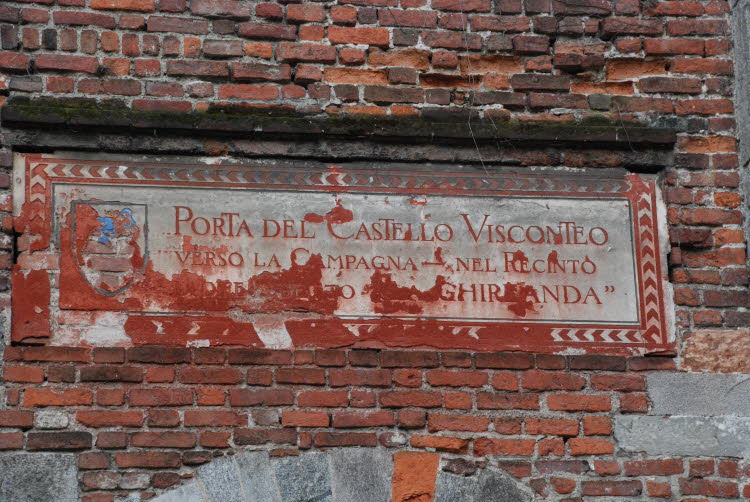 PORTA DEL CASTELLO VISCONTEO
VERSO LA CAMPAGNA — NEL RECINTO
GHIRLANDA”